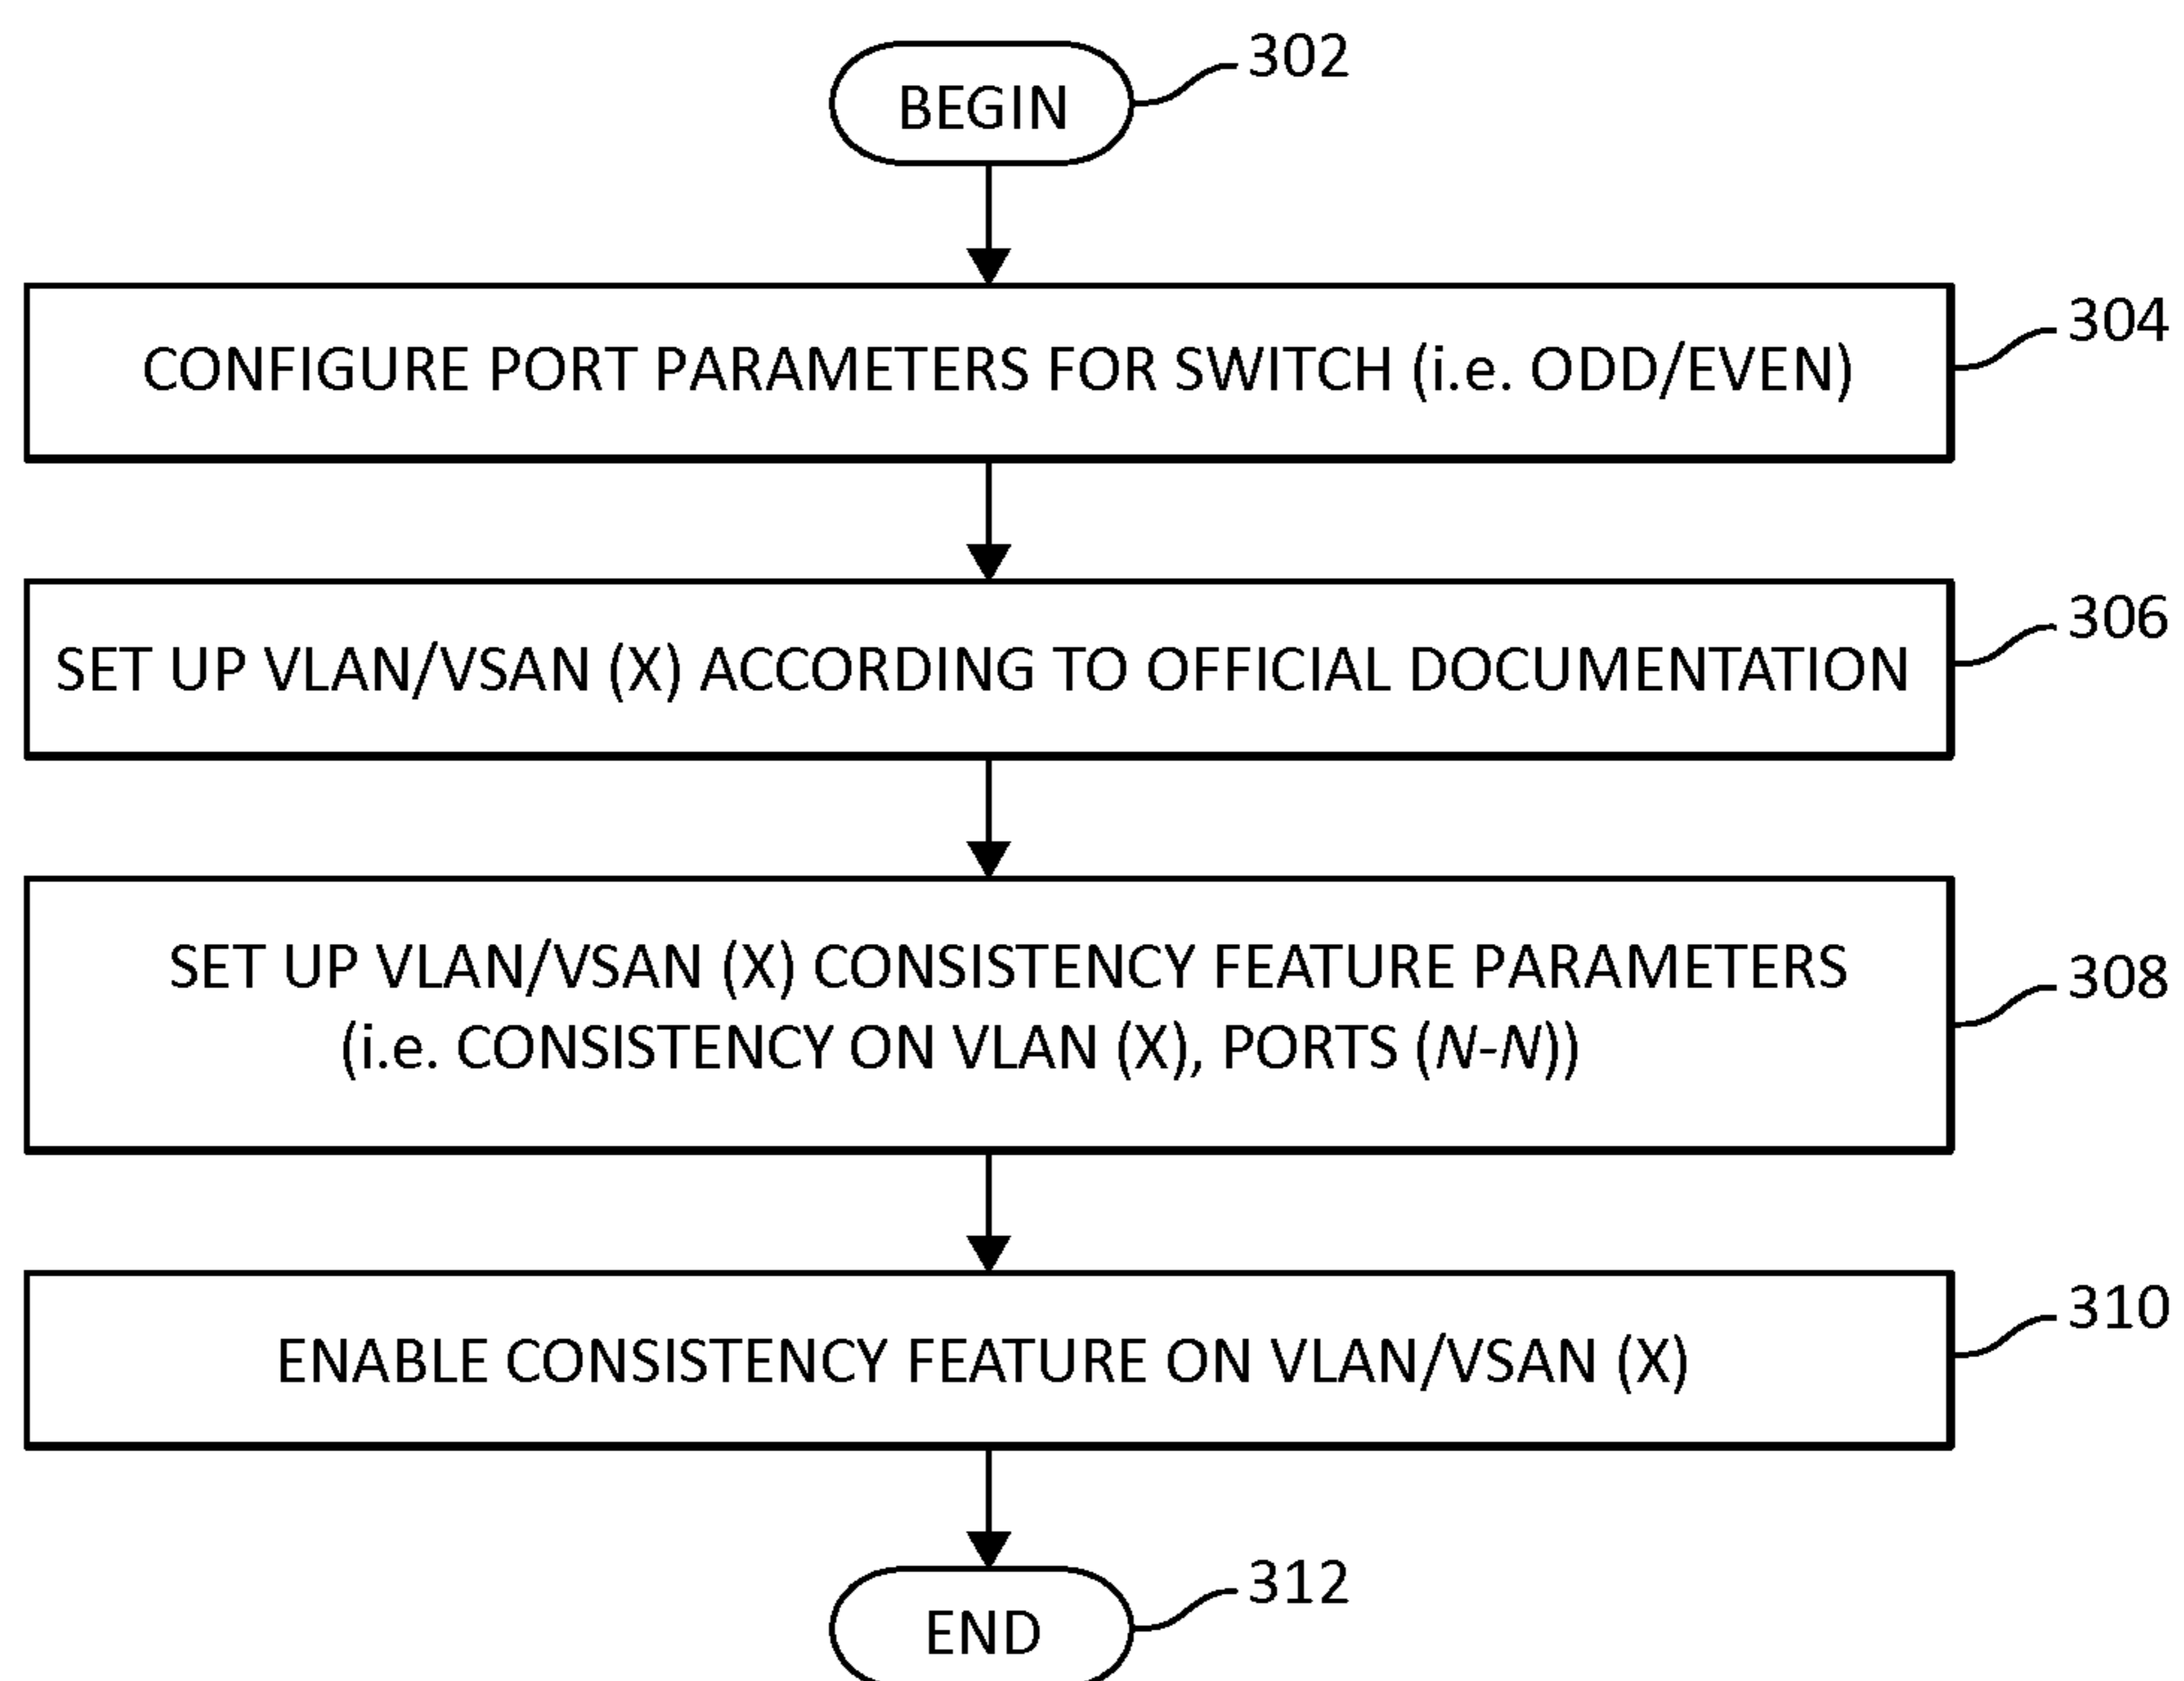 BEGIN
302
CONFIGURE PORT PARAMETERS FOR SWITCH (i.e. ODD/EVEN)
304
SET UP VLAN/VSAN (X) ACCORDING TO OFFICIAL DOCUMENTATION
306
SET UP VLAN/VSAN (X) CONSISTENCY FEATURE PARAMETERS
(i.e. CONSISTENCY ON VLAN (X), PORTS (N-N))
308
ENABLE CONSISTENCY FEATURE ON VLAN/VSAN (X)
310
END
312